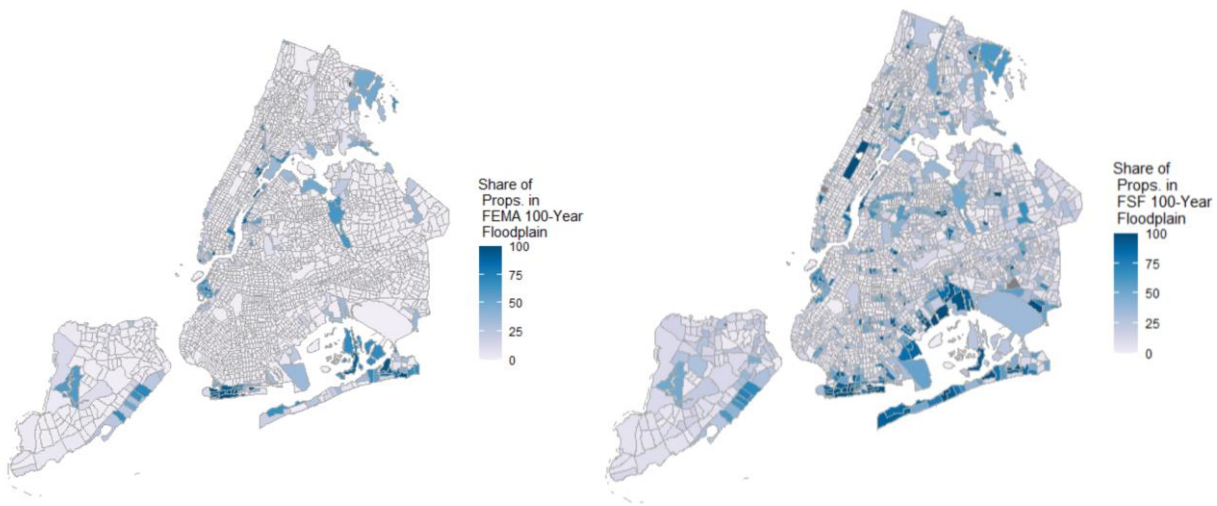 Share of
Props. in
FEMA 100-Year
Floodplain
100
75
50
25
0
Share of
Props. in
FSF 100-Year
Floodplain
100
75
50
25
0